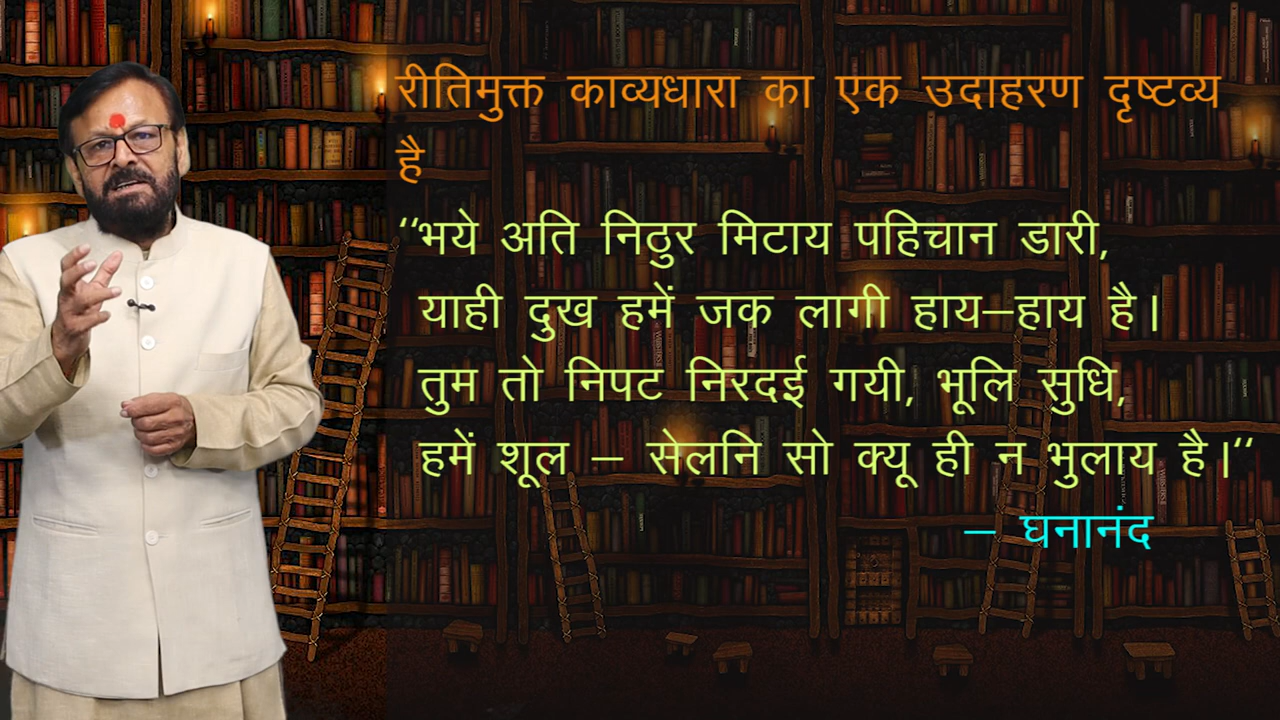 रीतिमुक्त काव्यधारा का एक उदाहरण दृष्टव्य
है
‘‘भये अति निठुर मिटाय पहिचान डारी,
याही दुख हमें जक लागी हाय–हाय है।
तुम तो निपट निरदई गयी, भूलि सुधि,
हमें शूल – सेलनि सो क्यू ही न भुलाय है।‘‘
– घनानंद